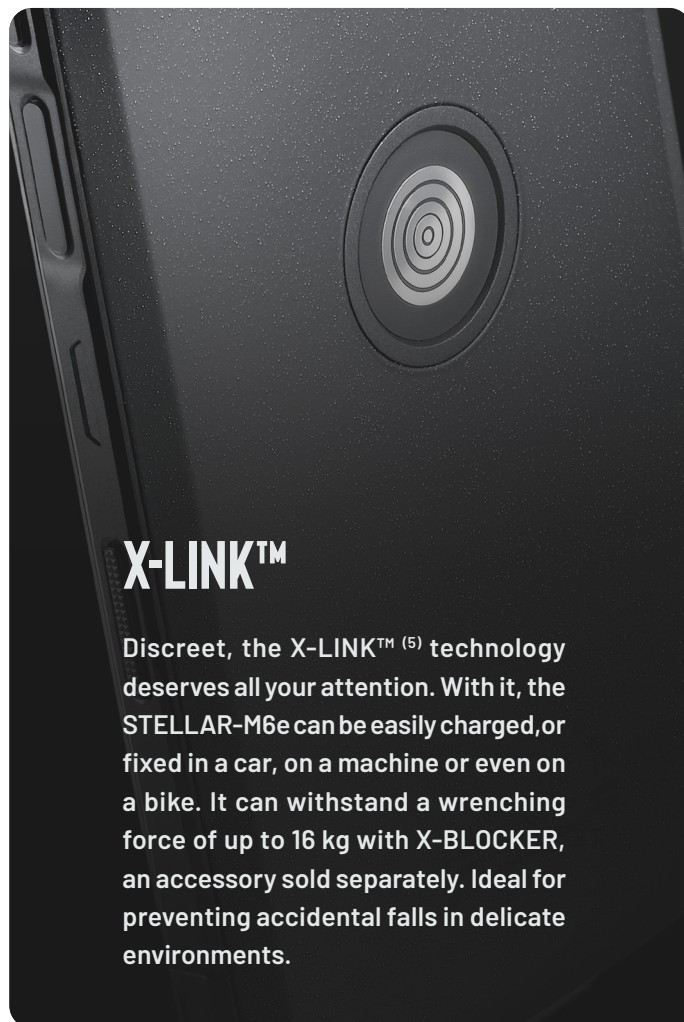 X-LINK™
Discreet, the X-LINK™ (5) technology
deserves all your attention. With it, the
STELLAR-M6e can be easily charged,or
fixed in a car, on a machine or even on
a bike. It can withstand a wrenching
force of up to 16 kg with X-BLOCKER,
an accessory sold separately. Ideal for
preventing accidental falls in delicate
environments.